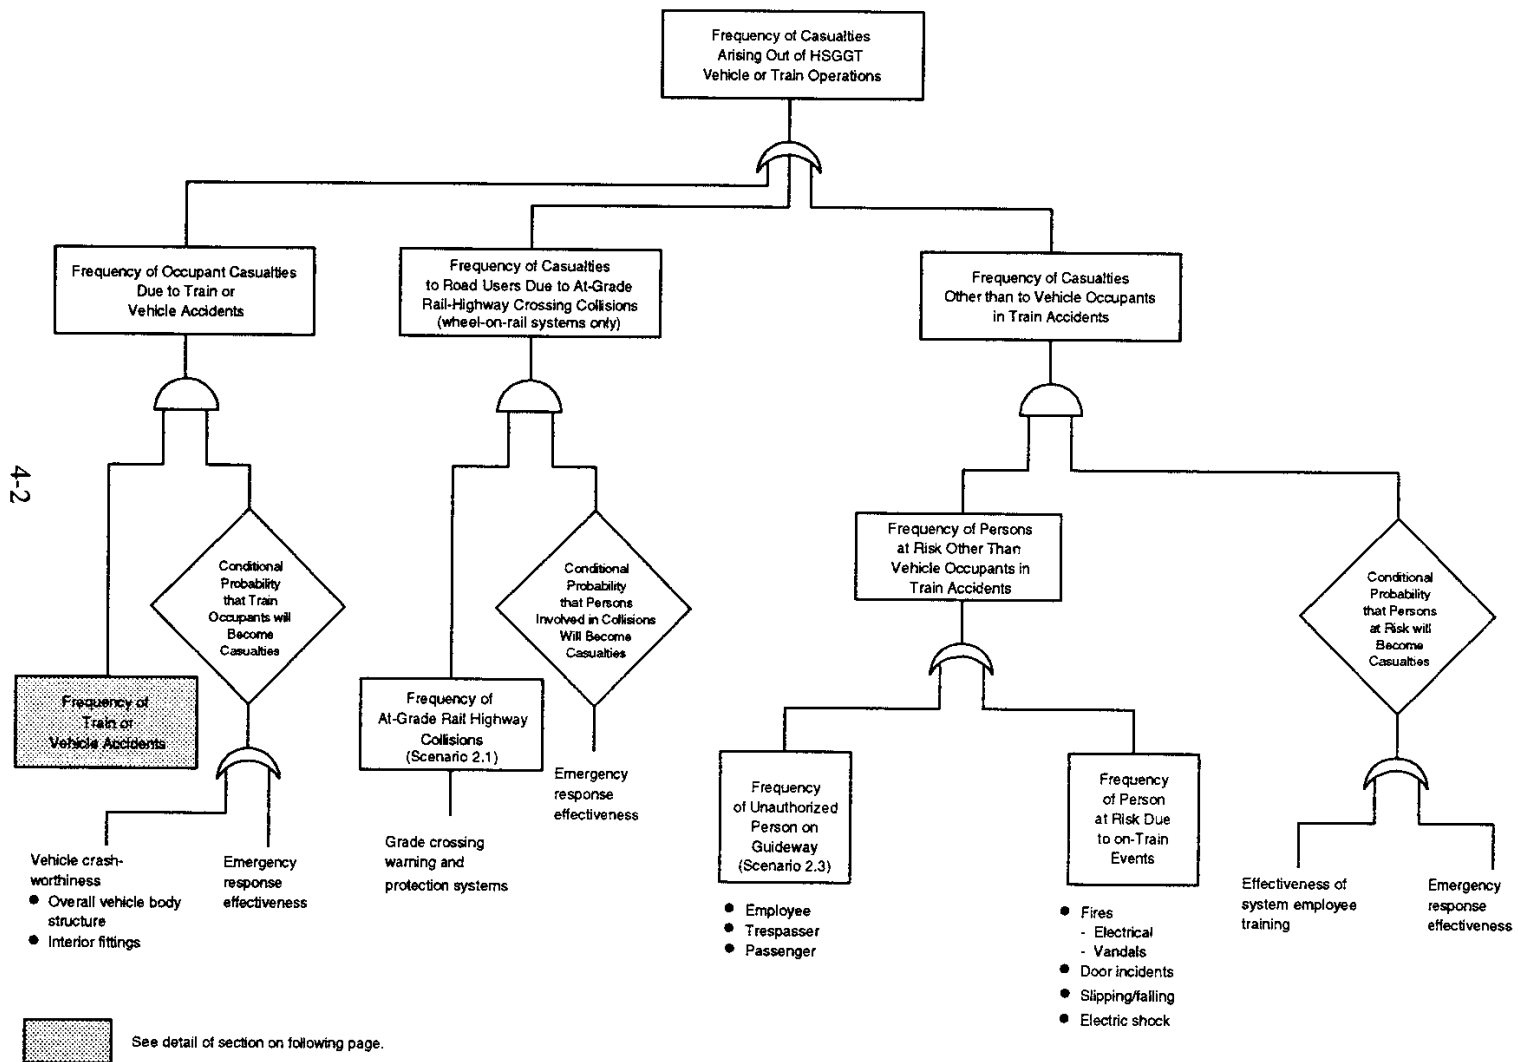 Frequency of Casualties
Arising Out of HSGGT
Vehicle or Train Operations
Frequency of Occupant Casualties
Due to Train or
Vehicle Accidents
Frequency of Casualties
to Road Users Due to At-Grade
Rail-Highway Crossing Collisions
(wheel-on-rail systems only)
Frequency of Casualties
Other than to Vehicle Occupants
in Train Accidents
4-2
Conditional
Probability
that Train
Occupants will
Become
Casualties
Conditional
Probability
that Persons
Involved in Collisions
Will Become
Casualties
Frequency of Persons
at Risk Other Than
Vehicle Occupants in
Train Accidents
Conditional
Probability
that Persons
at Risk will
Become
Casualties
Frequency of
Train or
Vehicle Accidents
Frequency of
At-Grade Rail Highway
Collisions
(Scenario 2.1)
Frequency
of Unauthorized
Person on
Guideway
(Scenario 2.3)
Frequency
of Person
at Risk Due
to on-Train
Events
Vehicle crash-
worthiness
● Overall vehicle body
structure
● Interior fittings
Emergency
response
effectiveness
Grade crossing
warning and
protection systems
Emergency
response
effectiveness
● Employee
● Trespasser
● Passenger
● Fires
- Electrical
- Vandals
● Door incidents
● Slipping/falling
● Electric shock
Effectiveness of
system employee
training
Emergency
response
effectiveness
See detail of section on following page.